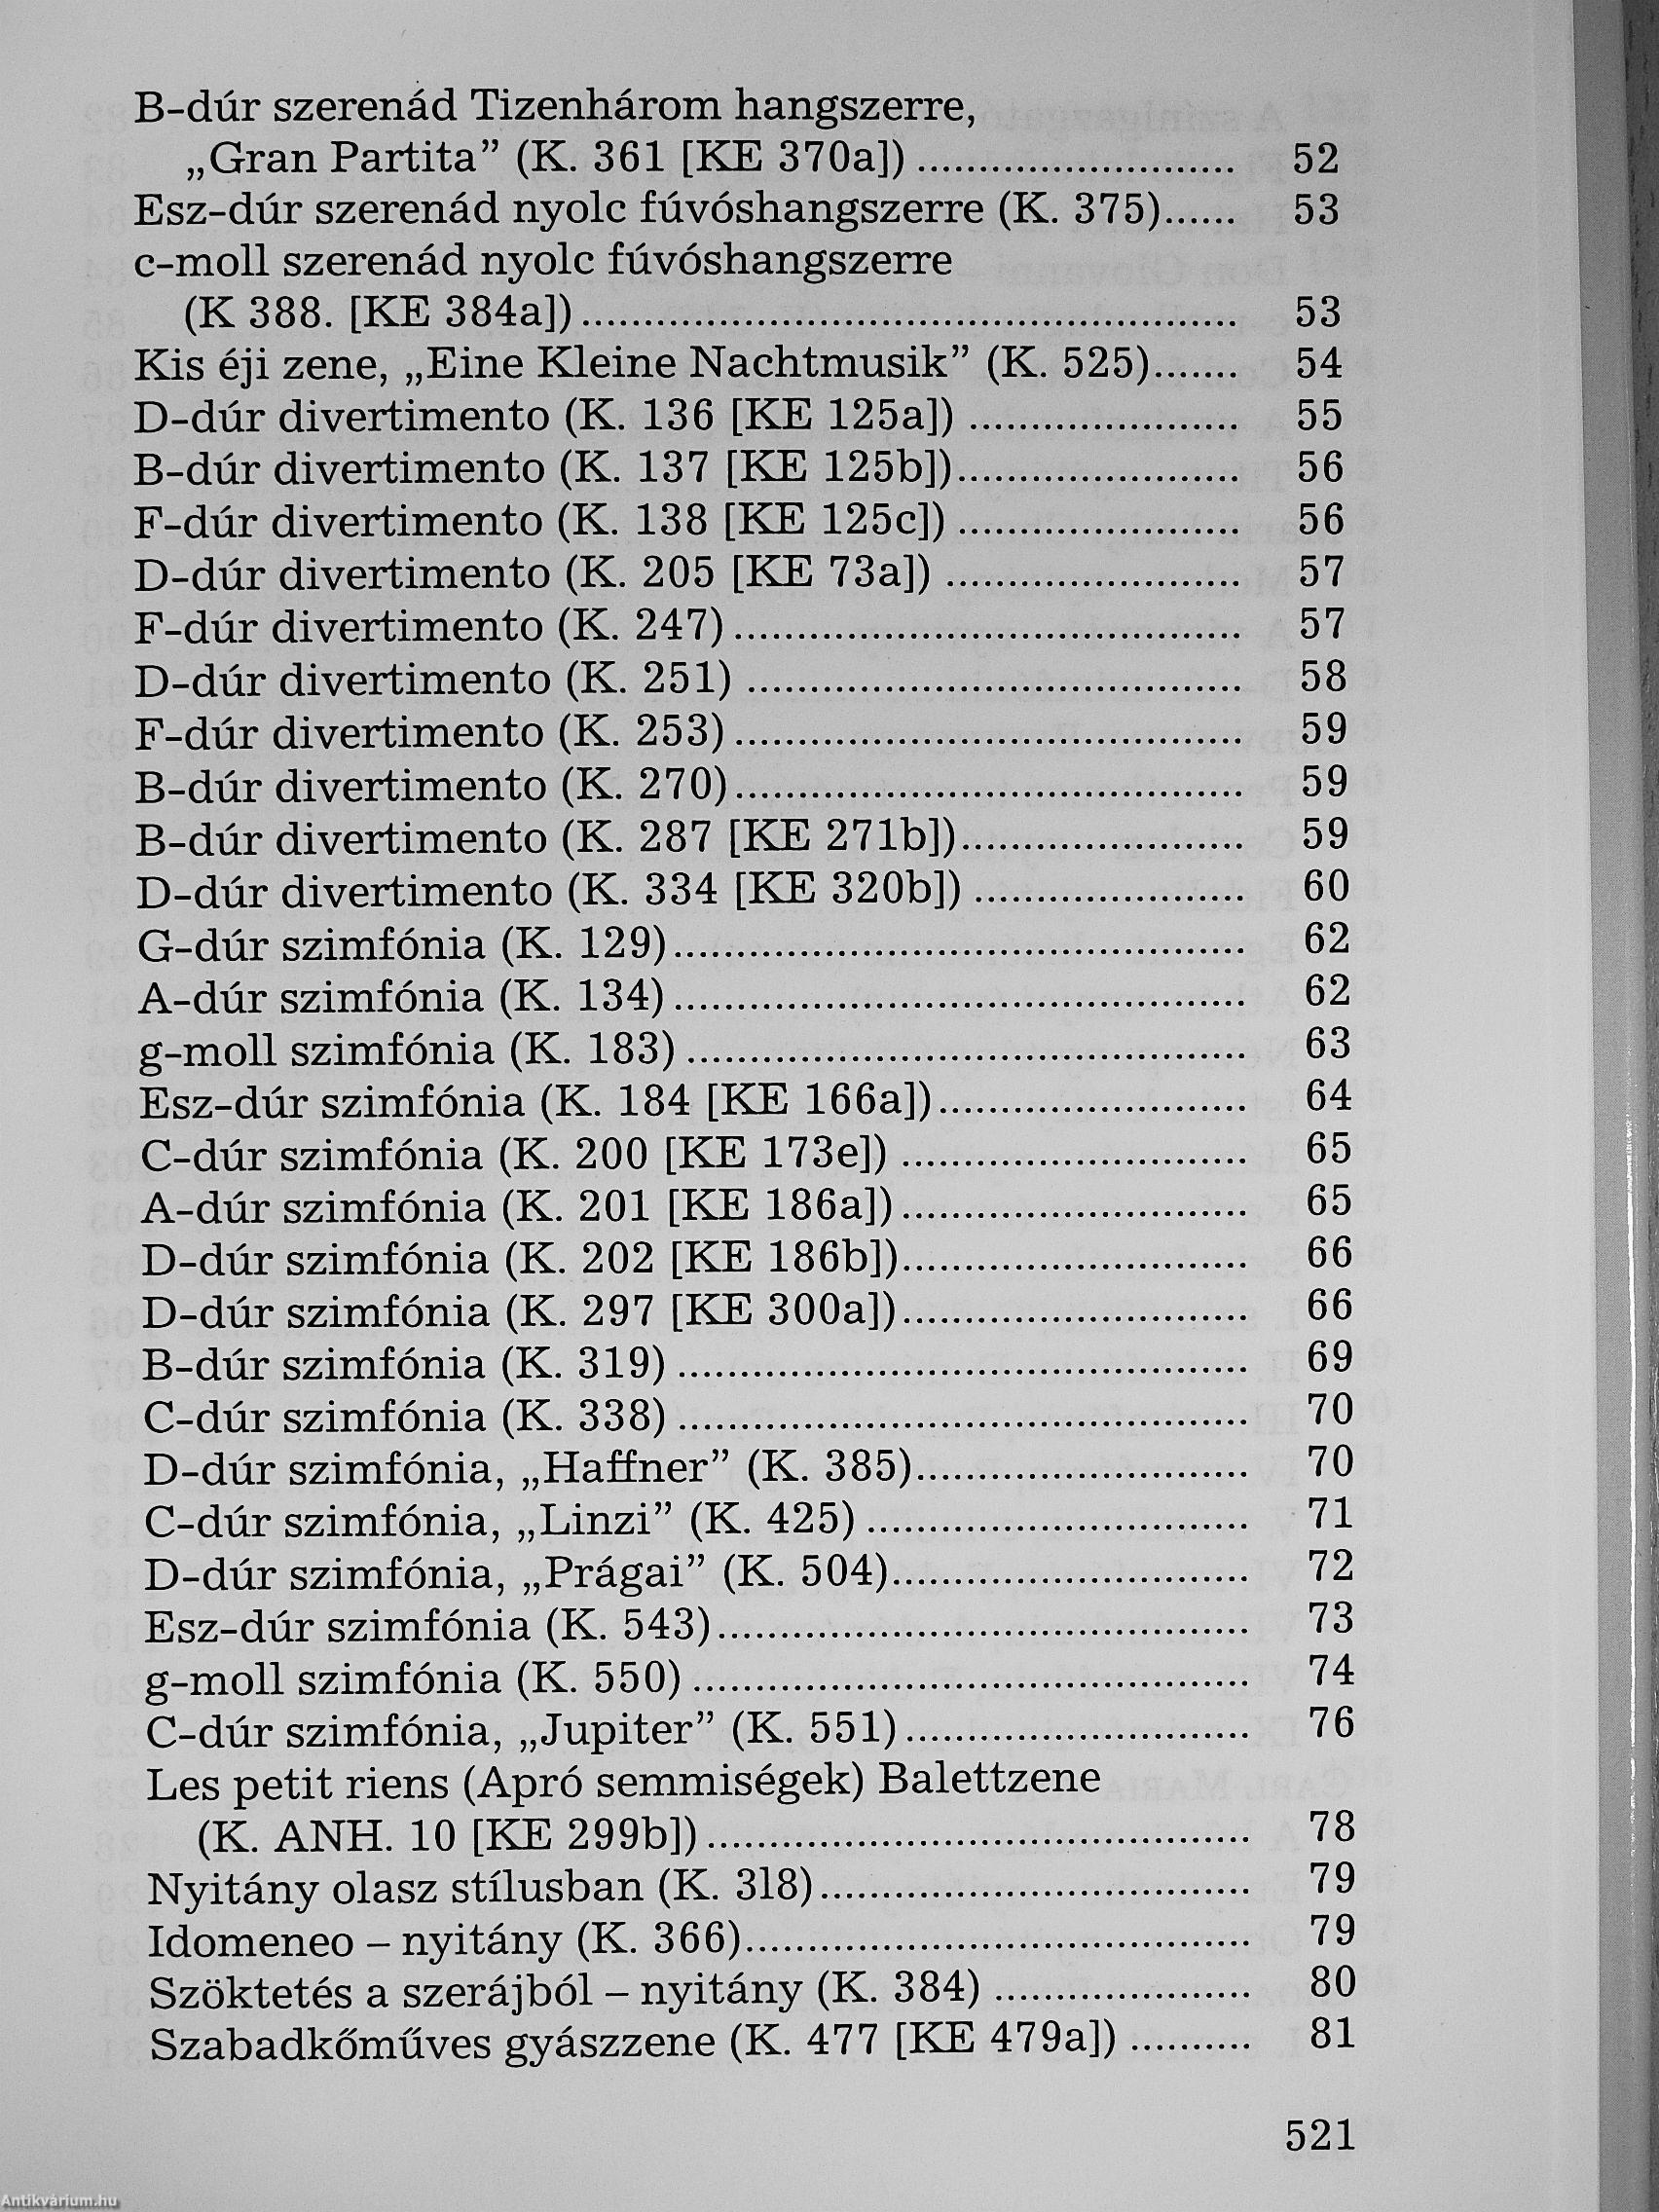 B-dúr szerenád Tizenhárom hangszerre,
„Gran Partita” (K. 361 [KE 370a]) .......................... 52
Esz-dúr szerenád nyolc fúvóshangszerre (K. 375)...... 53
c-moll szerenád nyolc fúvóshangszerre
(K 388. [KE 384a]) ..................................................... 53
Kis éji zene, „Eine Kleine Nachtmusik” (K. 525)....... 54
D-dúr divertimento (K. 136 [KE 125a]) ...................... 55
B-dúr divertimento (K. 137 [KE 125b])....................... 56
F-dúr divertimento (K. 138 [KE 125c]) ....................... 56
D-dúr divertimento (K. 205 [KE 73a]) ........................ 57
F-dúr divertimento (K. 247) ......................................... 57
D-dúr divertimento (K. 251) ........................................ 58
F-dúr divertimento (K. 253) ......................................... 59
B-dúr divertimento (K. 270)......................................... 59
B-dúr divertimento (K. 287 [KE 271b])....................... 59
D-dúr divertimento (K. 334 [KE 320b]) ...................... 60
G-dúr szimfónia (K. 129).............................................. 62
A-dúr szimfónia (K. 134) .............................................. 62
g-moll szimfónia (K. 183) ............................................. 63
Esz-dúr szimfónia (K. 184 [KE 166a])......................... 64
C-dúr szimfónia (K. 200 [KE 173e]) ............................ 65
A-dúr szimfónia (K. 201 [KE 186a]) ............................ 65
D-dúr szimfónia (K. 202 [KE 186b])............................ 66
D-dúr szimfónia (K. 297 [KE 300a])............................ 66
B-dúr szimfónia (K. 319) .............................................. 69
C-dúr szimfónia (K. 338) .............................................. 70
D-dúr szimfónia, „Haffner” (K. 385)........................... 70
C-dúr szimfónia, „Linzi” (K. 425) ............................... 71
D-dúr szimfónia, „Prágai” (K. 504)............................. 72
Esz-dúr szimfónia (K. 543)........................................... 73
g-moll szimfónia (K. 550) ............................................. 74
C-dúr szimfónia, „Jupiter” (K. 551)............................ 76
Les petit riens (Apró semmiségek) Balettzene
(K. ANH. 10 [KE 299b]) ............................................ 78
Nyitány olasz stílusban (K. 318)................................... 79
Idomeneo – nyitány (K. 366)......................................... 79
Szöktetés a szerájból – nyitány (K. 384) ..................... 80
Szabadkőműves gyászzene (K. 477 [KE 479a]) .......... 81
521
Antikvárium.hu